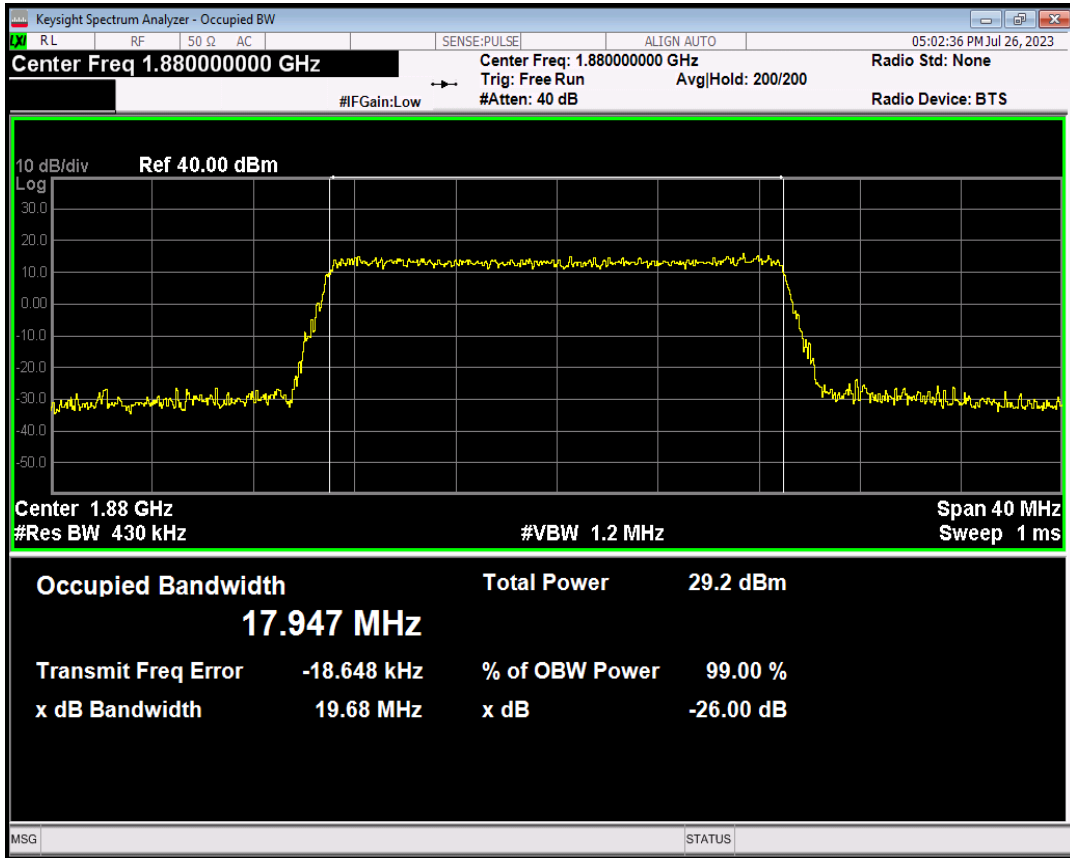 Keysight Spectrum Analyzer - Occupied BW
LXI RL RF 50 Ω AC SENSE:PULSE ALIGN AUTO 05:02:36 PM Jul 26, 2023
Center Freq 1.880000000 GHz Center Freq: 1.880000000 GHz Radio Std: None
Trig: Free Run Avg|Hold: 200/200
#IFGain:Low #Atten: 40 dB Radio Device: BTS
10 dB/div Ref 40.00 dBm
Log
30.0
20.0
10.0
0.00
-10.0
-20.0
-30.0
-40.0
-50.0
Center 1.88 GHz Span 40 MHz
#Res BW 430 kHz #VBW 1.2 MHz Sweep 1 ms
Occupied Bandwidth Total Power 29.2 dBm
17.947 MHz
Transmit Freq Error -18.648 kHz % of OBW Power 99.00 %
x dB Bandwidth 19.68 MHz x dB -26.00 dB
MSG STATUS